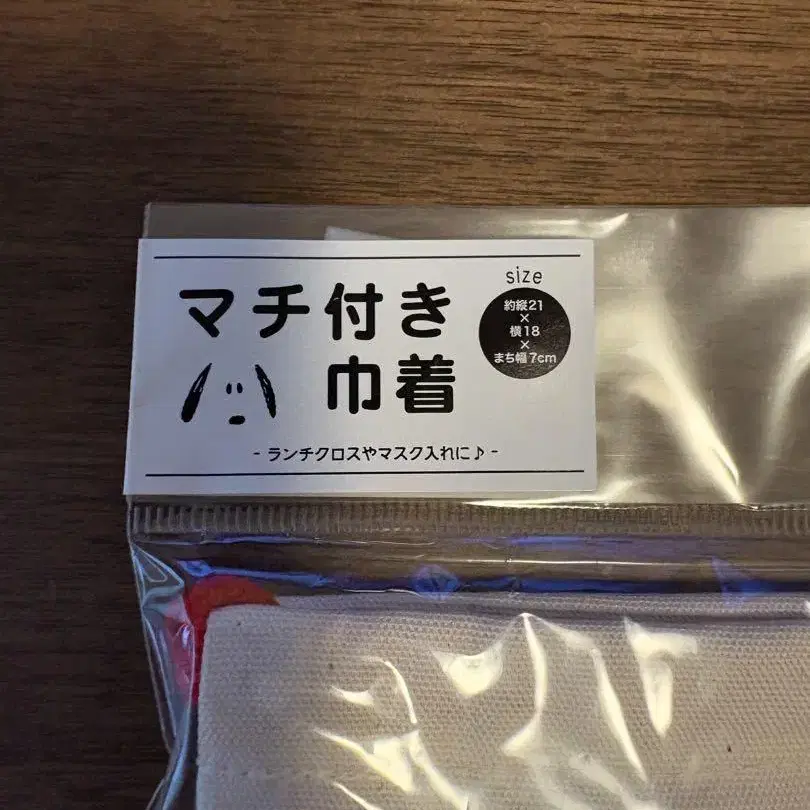 マチ付き
巾着
size
約縦21
×
横18
×
まち幅7cm
- ランチクロスやマスク入れに♪ -